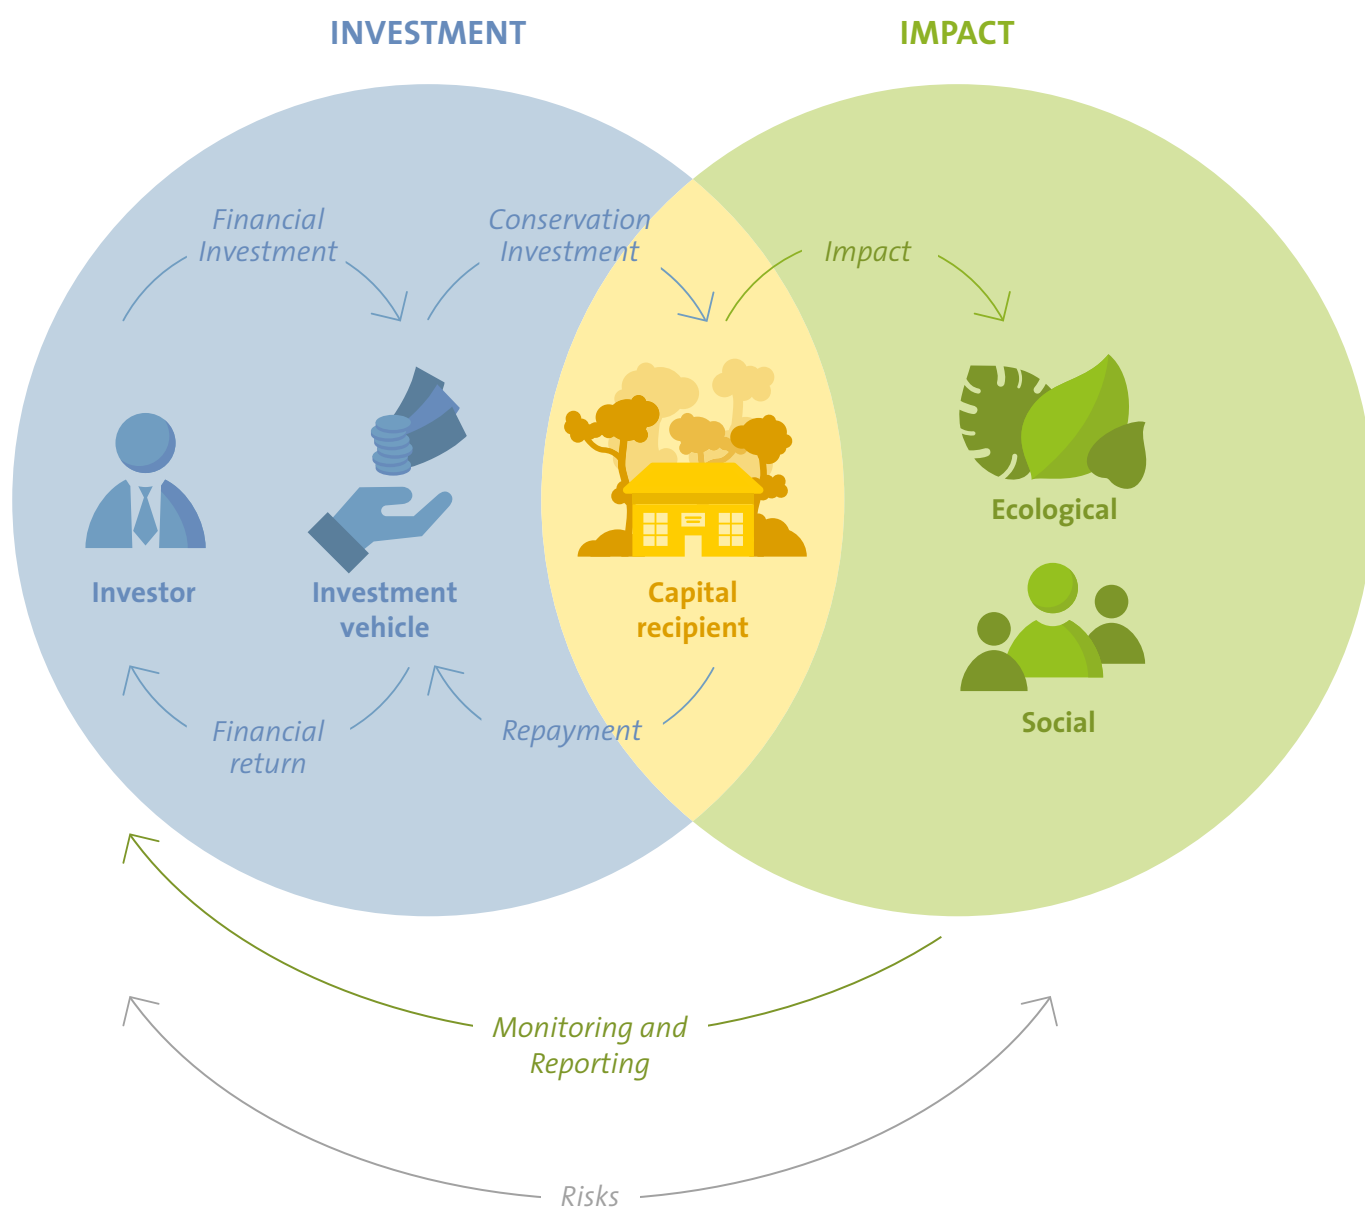 INVESTMENT
IMPACT
Financial
Investment
Conservation
Investment
Impact
Investor
Investment
vehicle
Capital
recipient
Ecological
Social
Financial
return
Repayment
Monitoring and
Reporting
Risks